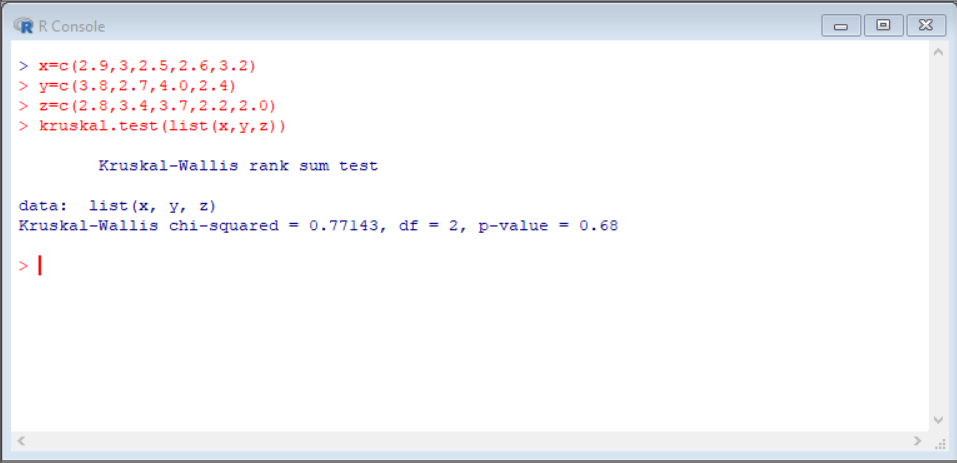 R Console
> x=c(2.9,3,2.5,2.6,3.2)
> y=c(3.8,2.7,4.0,2.4)
> z=c(2.8,3.4,3.7,2.2,2.0)
> kruskal.test(list(x,y,z))
Kruskal-Wallis rank sum test
data: list(x, y, z)
Kruskal-Wallis chi-squared = 0.77143, df = 2, p-value = 0.68
>